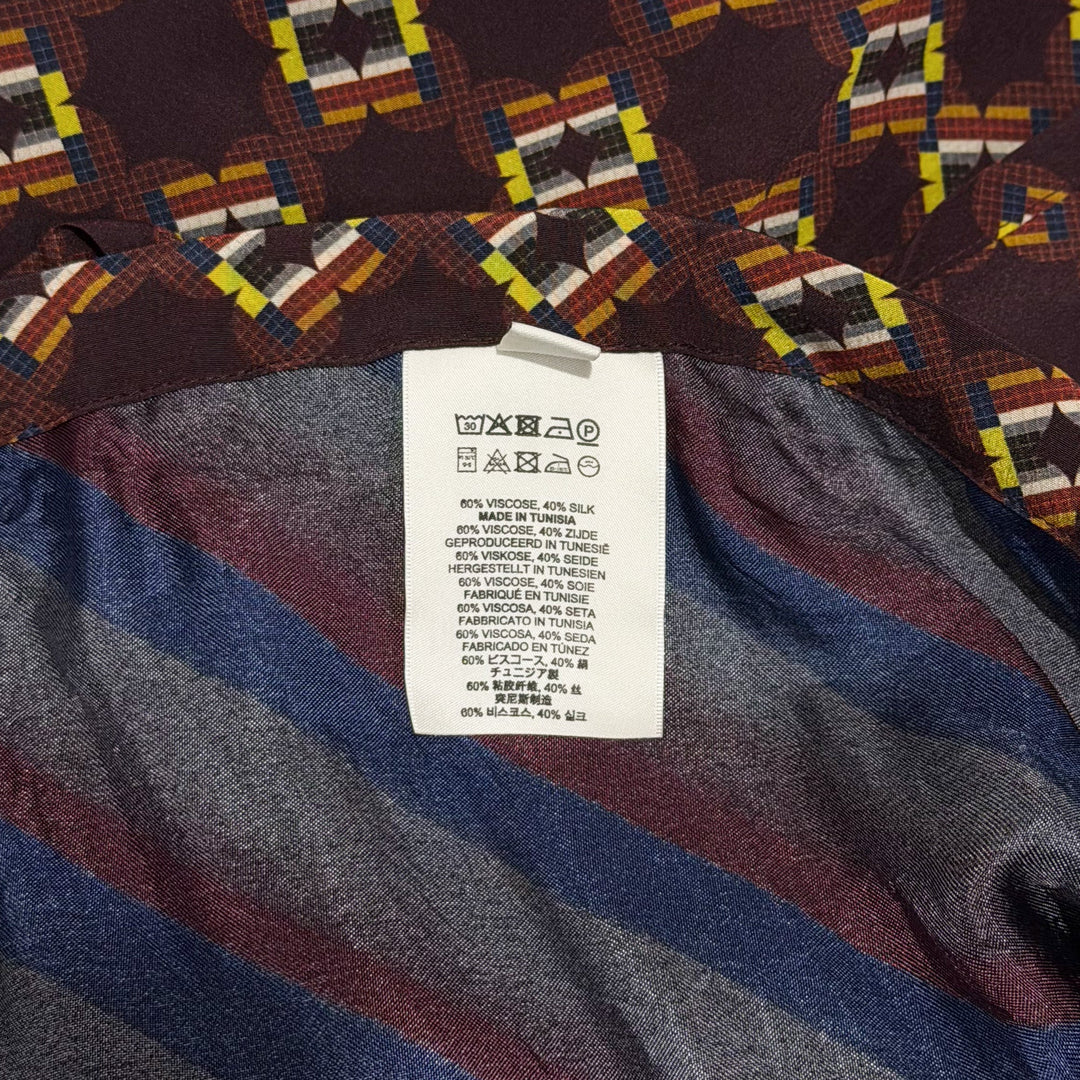 30 P
60% VISCOSE, 40% SILK
MADE IN TUNISIA
60% VISCOSE, 40% ZIJDE
GEPRODUCEERD IN TUNESIË
60% VISKOSE, 40% SEIDE
HERGESTELLT IN TUNESIEN
60% VISCOSE, 40% SOIE
FABRIQUÉ EN TUNISIE
60% VISCOSA, 40% SETA
FABBRICATO IN TUNISIA
60% VISCOSA, 40% SEDA
FABRICADO EN TÚNEZ
60% ビスコース, 40% 絹
チュニジア製
60% 粘胶纤维, 40% 丝
突尼斯制造
60% 비스코스, 40% 실크